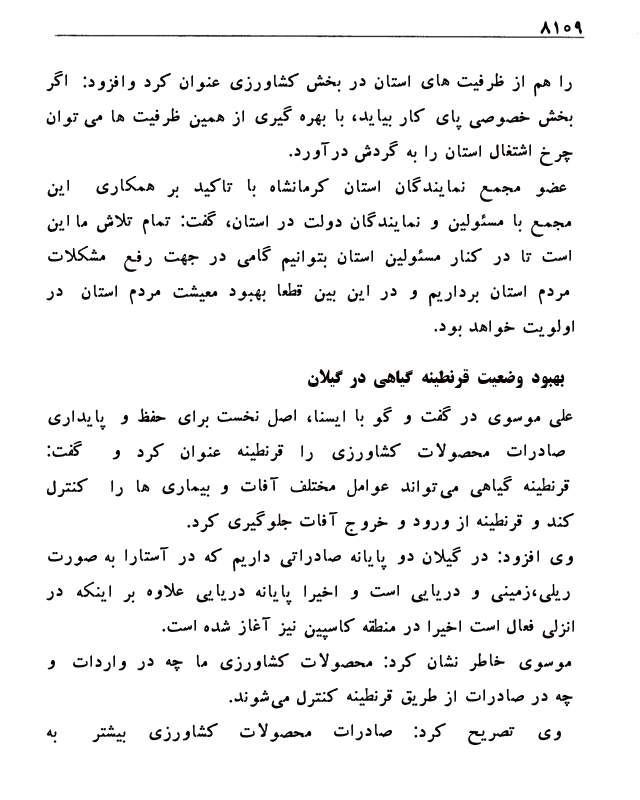 ۸۱۰۹
را هم از ظرفیت های استان در بخش کشاورزی عنوان کرد وافزود: اگر
بخش خصوصی پای کار بیاید، با بهره گیری از همین ظرفیت ها می توان
چرخ اشتغال استان را به گردش درآورد.
عضو مجمع نمایندگان استان کرمانشاه با تاکید بر همکاری این
مجمع با مسئولین و نمایندگان دولت در استان، گفت: تمام تلاش ما این
است تا در کنار مسئولین استان بتوانیم گامی در جهت رفع مشکلات
مردم استان برداریم و در این بین قطعا بهبود معیشت مردم استان در
اولویت خواهد بود.
بهبود وضعیت قرنطینه گیاهی در گیلان
علی موسوی در گفت و گو با ایسنا، اصل نخست برای حفظ و پایداری
صادرات محصولات کشاورزی را قرنطینه عنوان کرد و گفت:
قرنطینه گیاهی می‌تواند عوامل مختلف آفات و بیماری ها را کنترل
کند و قرنطینه از ورود و خروج آفات جلوگیری کرد.
وی افزود: در گیلان دو پایانه صادراتی داریم که در آستارا به صورت
ریلی،زمینی و دریایی است و اخیرا پایانه دریایی علاوه بر اینکه در
انزلی فعال است اخیرا در منطقه کاسپین نیز آغاز شده است.
موسوی خاطر نشان کرد: محصولات کشاورزی ما چه در واردات و
چه در صادرات از طریق قرنطینه کنترل می‌شوند.
وی تصریح کرد: صادرات محصولات کشاورزی بیشتر به